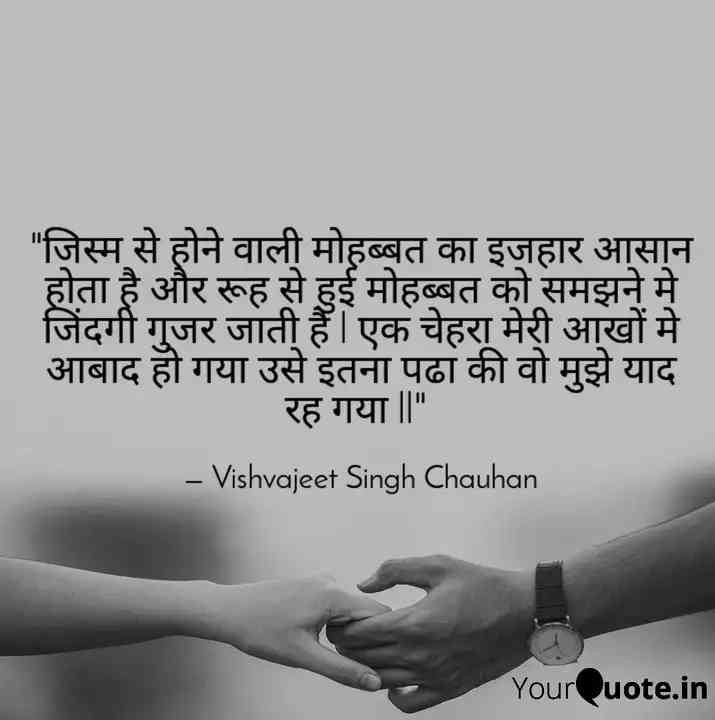 "जिस्म से होने वाली मोहब्बत का इजहार आसान
होता है और रूह से हुई मोहब्बत को समझने मे
जिंदगी गुजर जाती हैं | एक चेहरा मेरी आखों मे
आबाद हो गया उसे इतना पढा की वो मुझे याद
रह गया ||"
– Vishvajeet Singh Chauhan
YourQuote.in